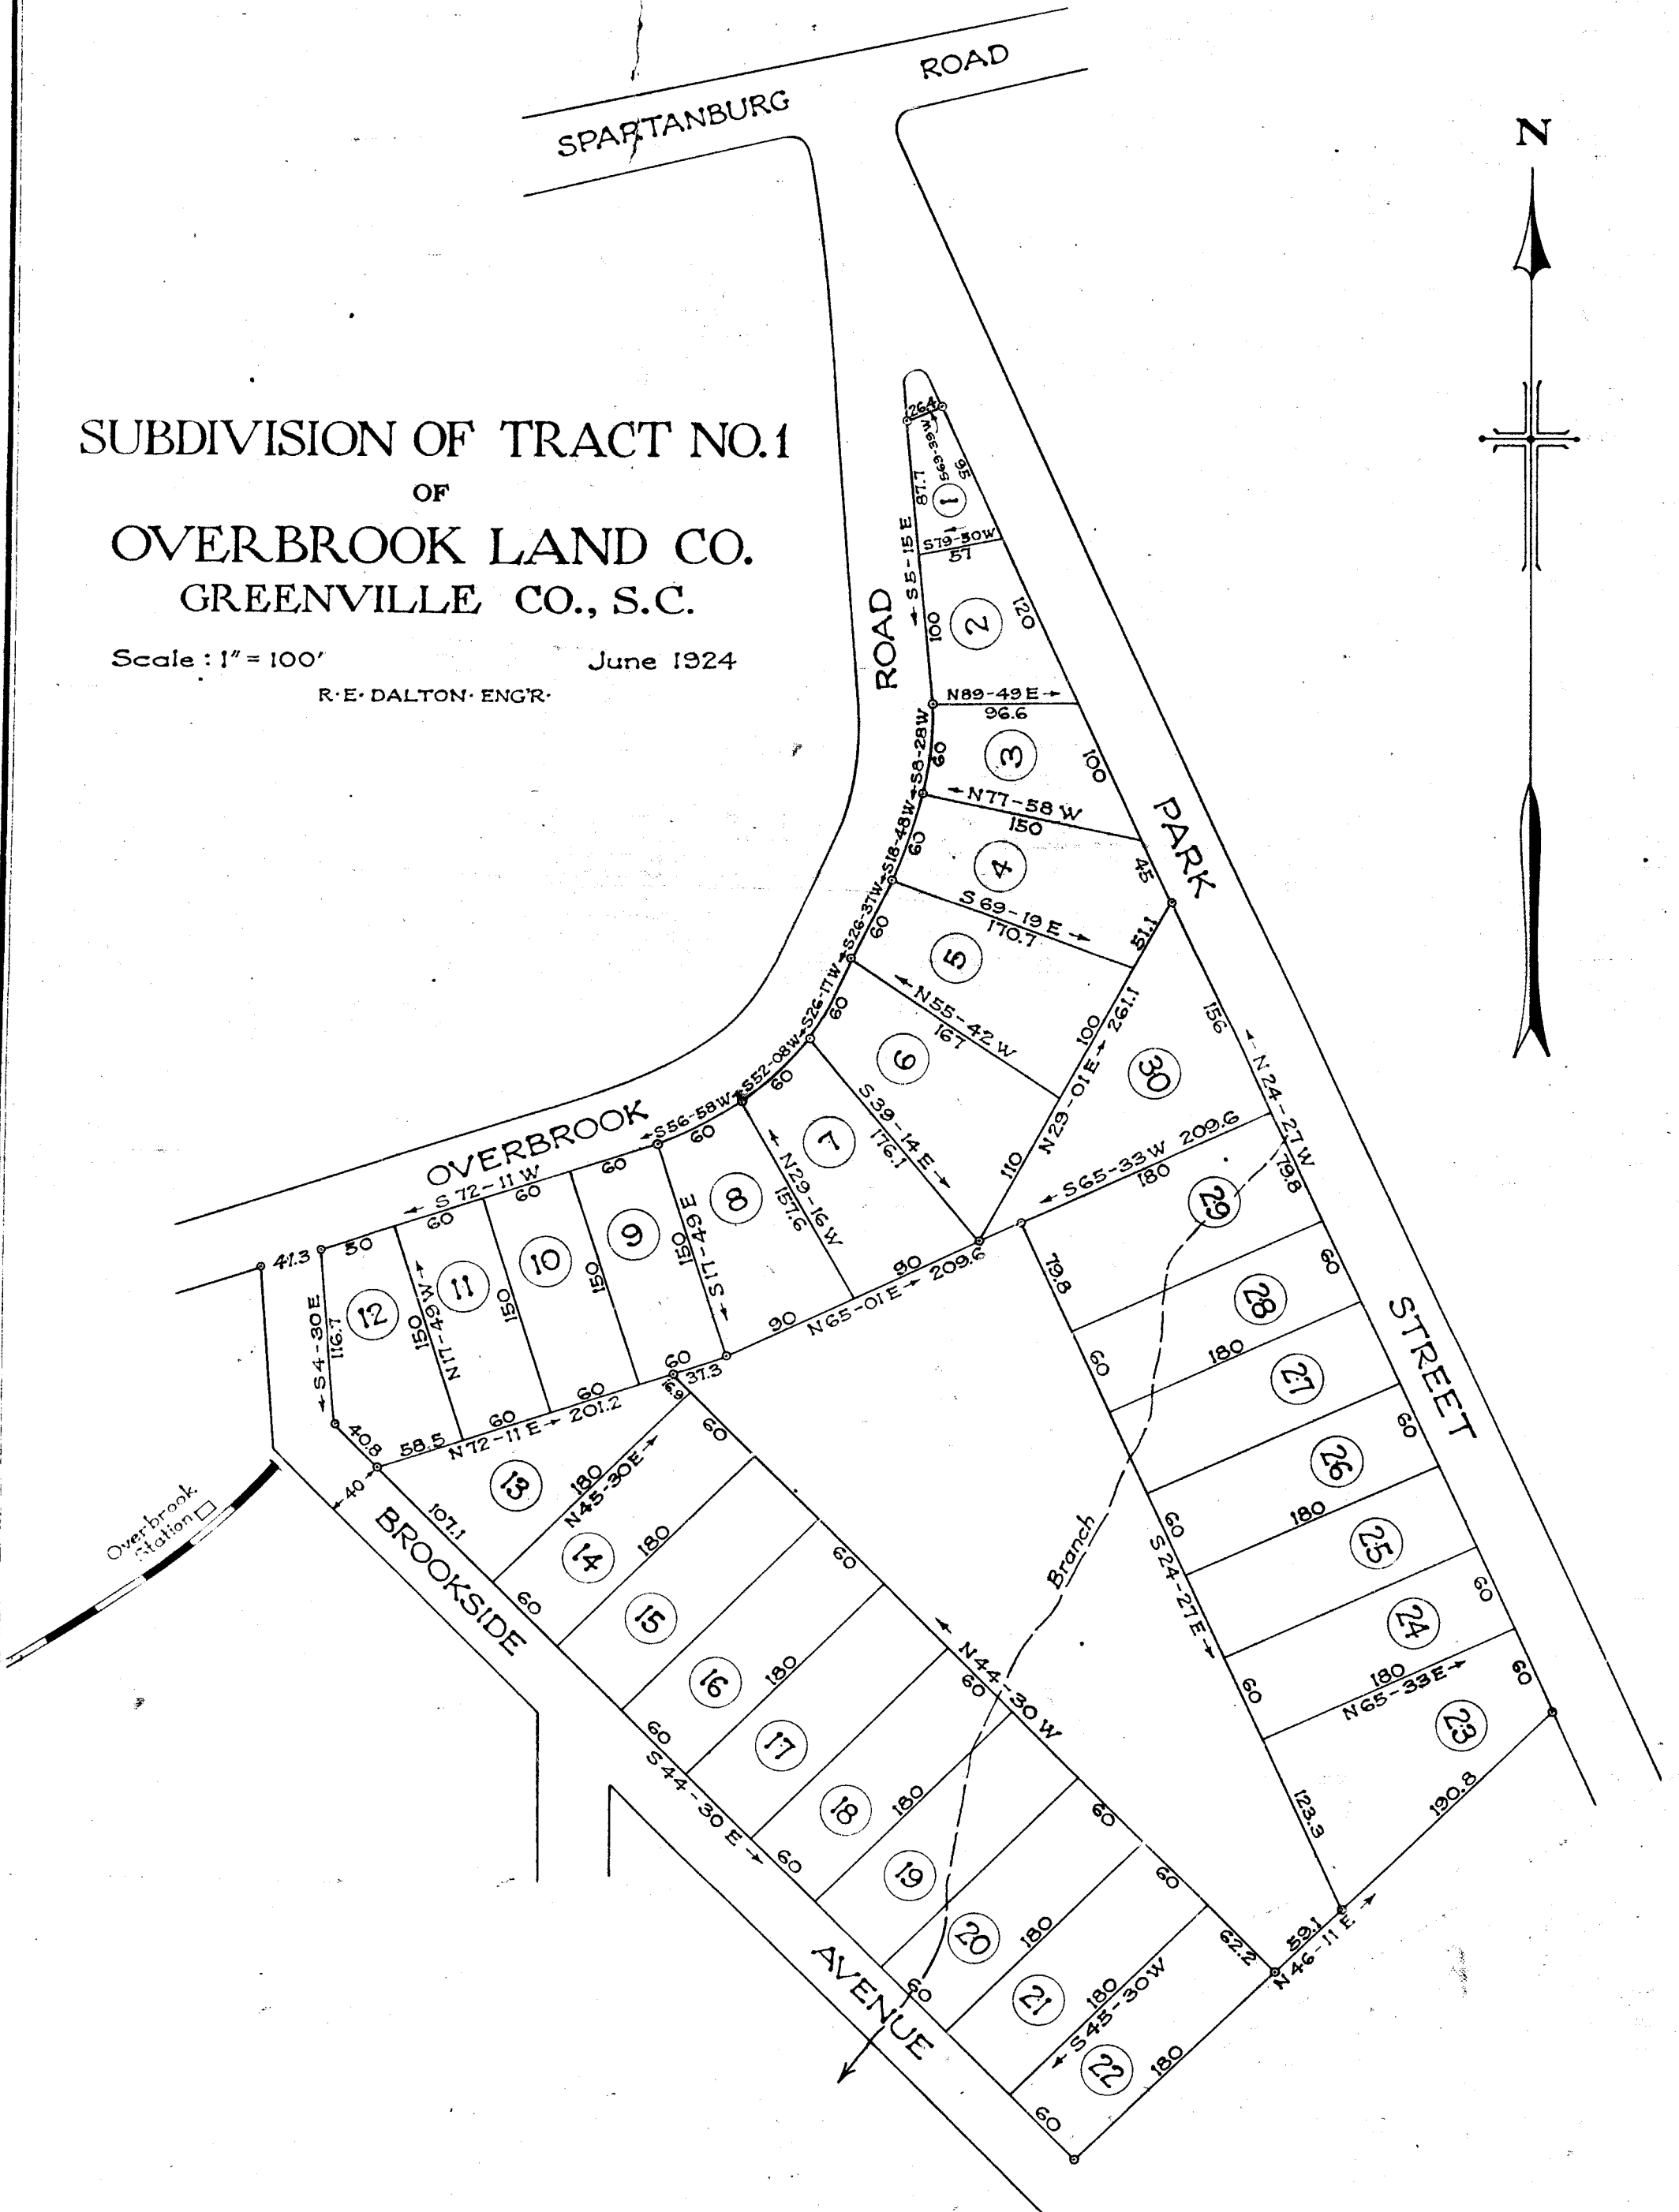 SPARTANBURG ROAD
N
SUBDIVISION OF TRACT NO.1
OF
OVERBROOK LAND CO.
GREENVILLE CO., S.C.
Scale : 1" = 100'
June 1924
R. E. DALTON. ENG'R.
26.4
S69-39W
95
87.7
1
S79-30W
57
S5-15E
100
2
120
ROAD
N89-49E
96.6
S8-28W
60
3
100
N77-58W
150
PARK
S18-48W
60
4
45
S69-19E
170.7
51.1
S26-37W
60
5
N55-42W
167
100
N29-01E 261.1
156
S26-17W
60
6
30
N24-27W
S52-08W
60
S39-14E
176.1
110
7
S65-33W 209.6
180
79.8
OVERBROOK
S56-58W
60
N29-16W
157.6
8
29
S72-11W
60
60
60
50
41.3
9
S17-49E
150
90
90
N65-01E 209.6
10
150
11
150
N17-49W
150
12
S4-30E
116.7
79.8
60
28
STREET
60
37.3
6.9
60
60
58.5
N72-11E 201.2
40.8
40
60
180
27
60
13
180
N45-30E
107.1
Overbrook
Station
BROOKSIDE
60
26
180
14
180
60
60
25
60
S24-27E
Branch
15
60
24
180
N65-33E
60
60
23
16
180
N44-30W
60
60
S44-30E
17
18
180
60
123.3
190.8
60
19
60
20
180
62.2
59.1
N46-11E
AVENUE
60
21
180
S45-30W
22
180
60